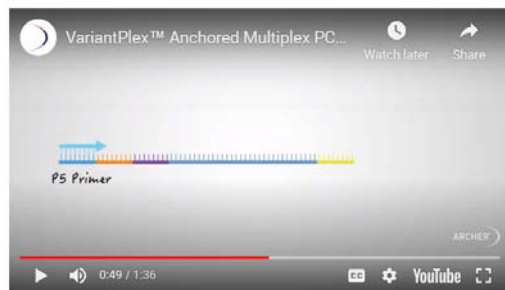 VariantPlex™ Anchored Multiplex PC...
Watch later
Share
P5 Primer
ARCHER
0:49 / 1:36
CC
YouTube